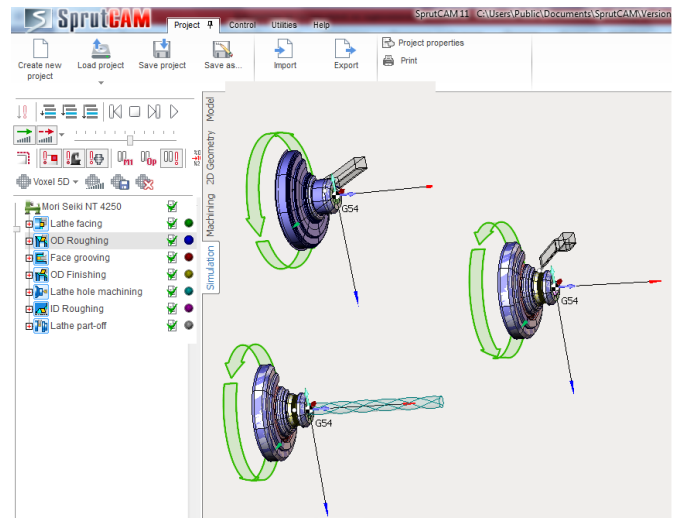 SprutCAM
Project Control Utilities Help
SprutCAM 11 C:\Users\Public\Documents\SprutCAM\Version
Create new project
Load project
Save project
Save as...
Import
Export
Project properties
Print
Model
2D Geometry
Machining
Simulation
M1
Op
Voxel 5D
Mori Seiki NT 4250
Lathe facing
OD Roughing
Face grooving
OD Finishing
Lathe hole machining
ID Roughing
Lathe part-off
G54
G54
G54